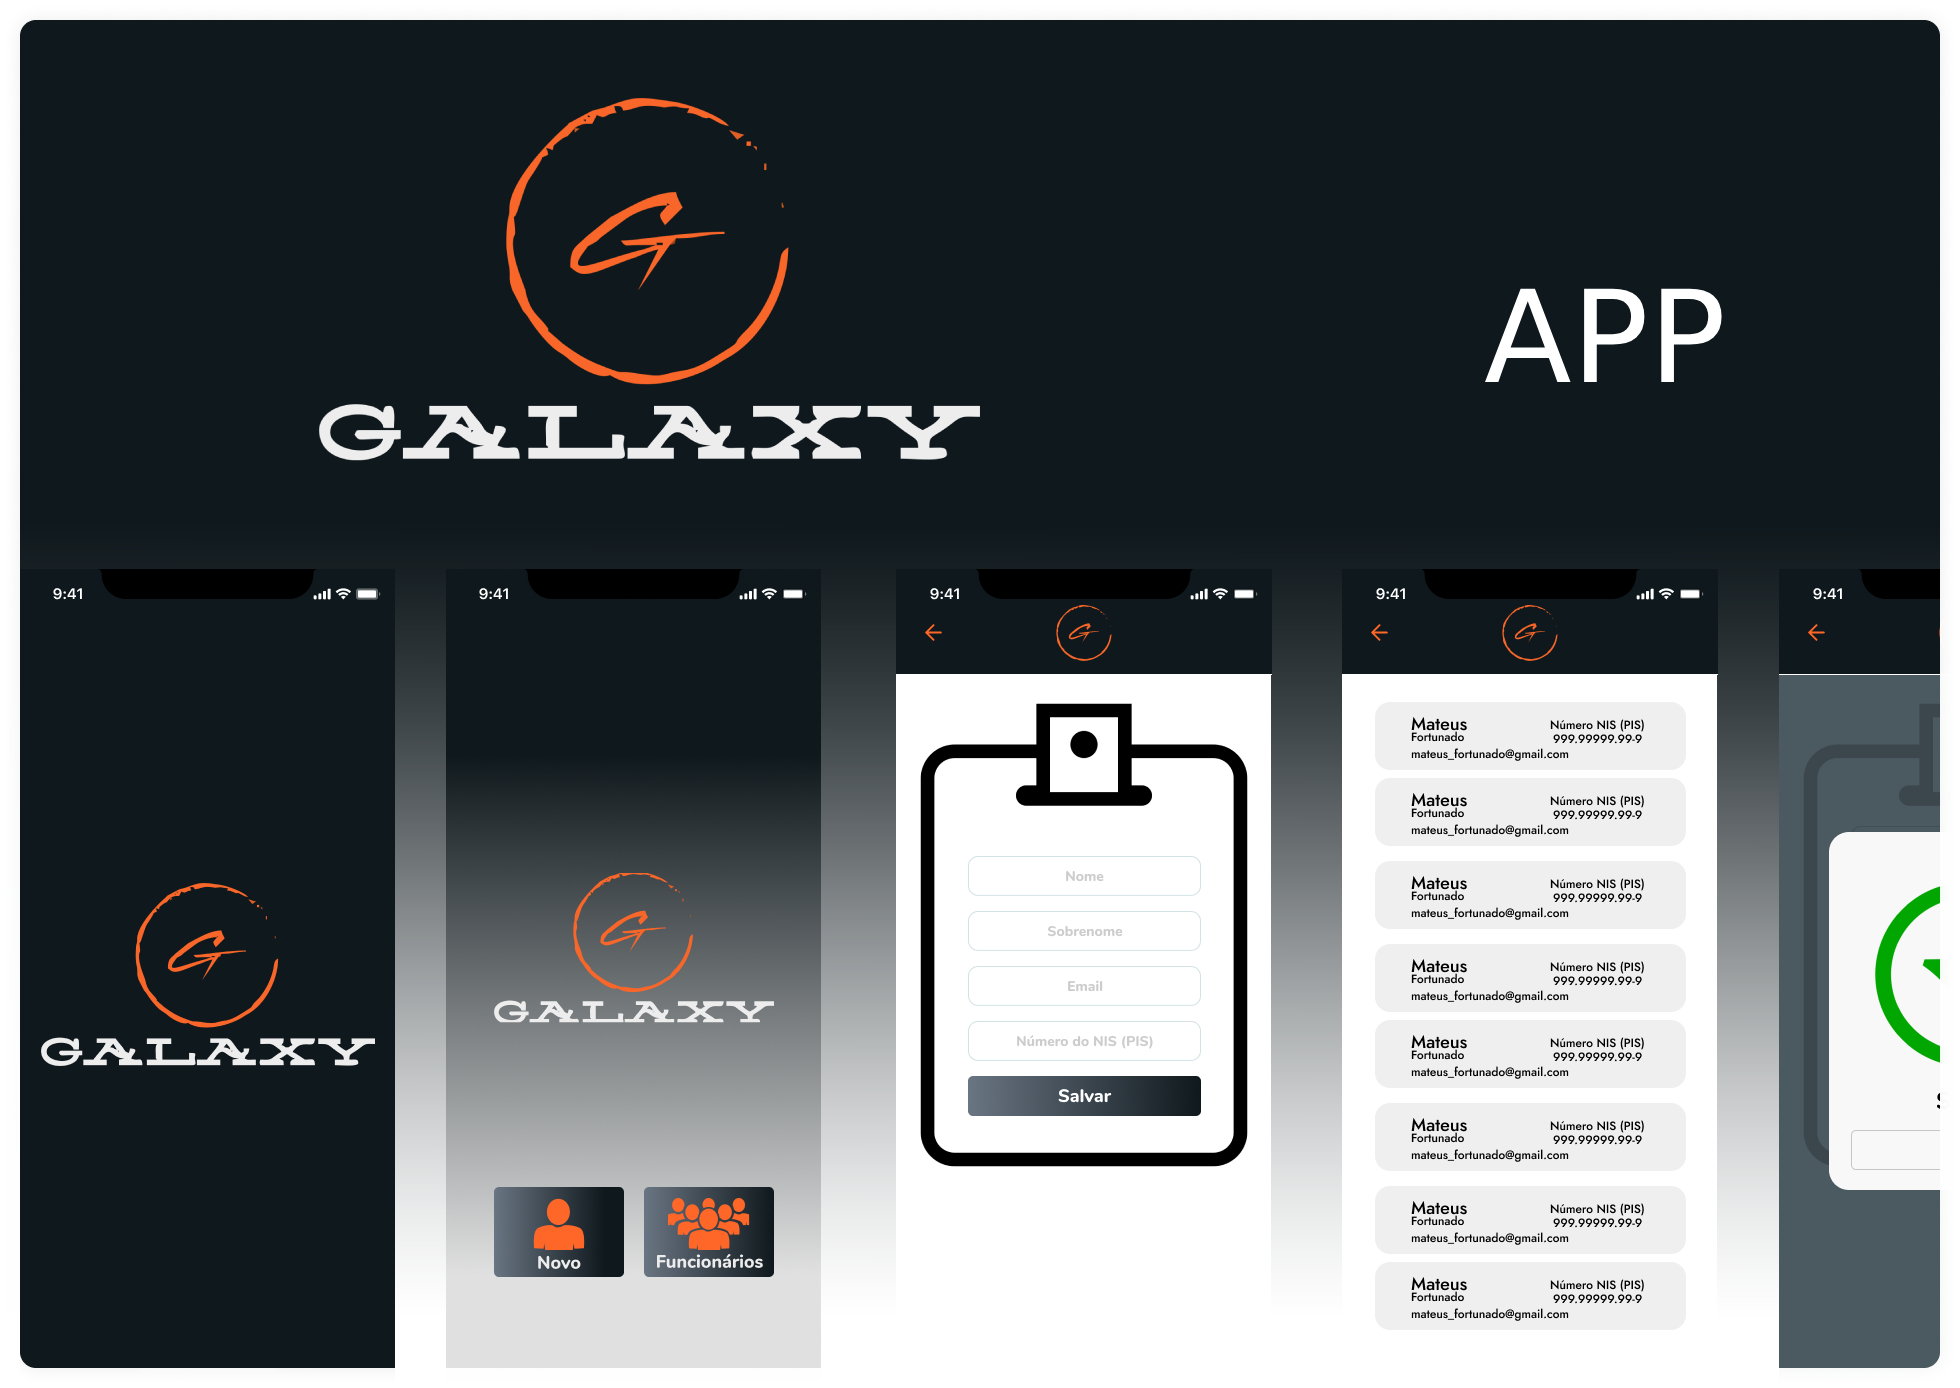 G
GALAXY
APP
9:41
G
GALAXY
9:41
G
GALAXY
Novo
Funcionários
9:41
G
Nome
Sobrenome
Email
Número do NIS (PIS)
Salvar
9:41
G
Mateus
Fortunado
mateus_fortunado@gmail.com
Número NIS (PIS)
999.99999.99-9
Mateus
Fortunado
mateus_fortunado@gmail.com
Número NIS (PIS)
999.99999.99-9
Mateus
Fortunado
mateus_fortunado@gmail.com
Número NIS (PIS)
999.99999.99-9
Mateus
Fortunado
mateus_fortunado@gmail.com
Número NIS (PIS)
999.99999.99-9
Mateus
Fortunado
mateus_fortunado@gmail.com
Número NIS (PIS)
999.99999.99-9
Mateus
Fortunado
mateus_fortunado@gmail.com
Número NIS (PIS)
999.99999.99-9
Mateus
Fortunado
mateus_fortunado@gmail.com
Número NIS (PIS)
999.99999.99-9
Mateus
Fortunado
mateus_fortunado@gmail.com
Número NIS (PIS)
999.99999.99-9
9:41